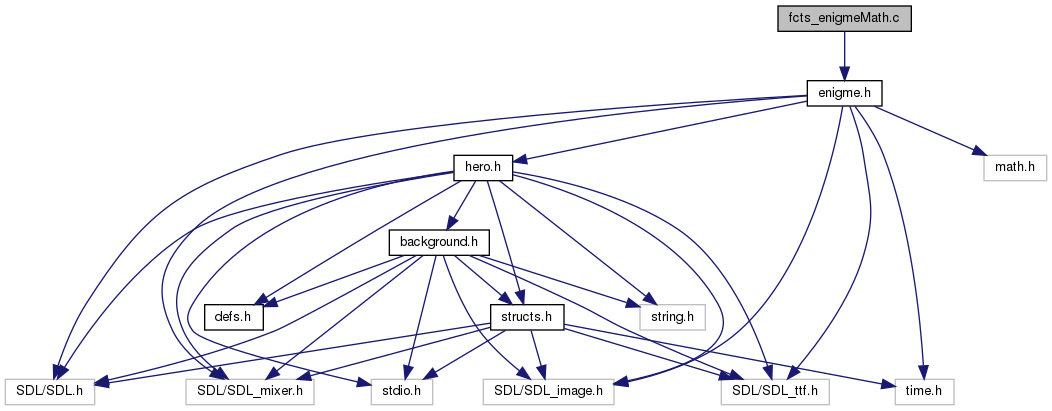 fcts_enigmeMath.c
enigme.h
hero.h
math.h
background.h
defs.h
structs.h
string.h
SDL/SDL.h
SDL/SDL_mixer.h
stdio.h
SDL/SDL_image.h
SDL/SDL_ttf.h
time.h